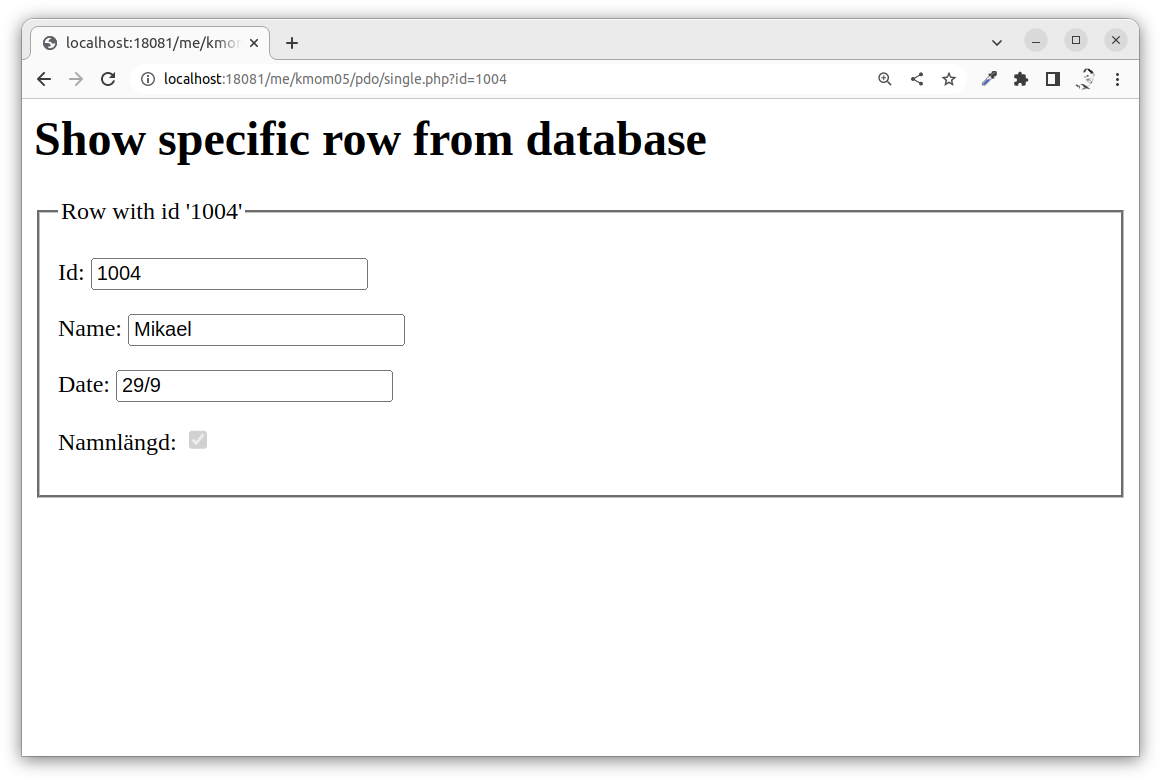 localhost:18081/me/kmom
localhost:18081/me/kmom05/pdo/single.php?id=1004
Show specific row from database
Row with id '1004'
Id: 1004
Name: Mikael
Date: 29/9
Namnlängd: